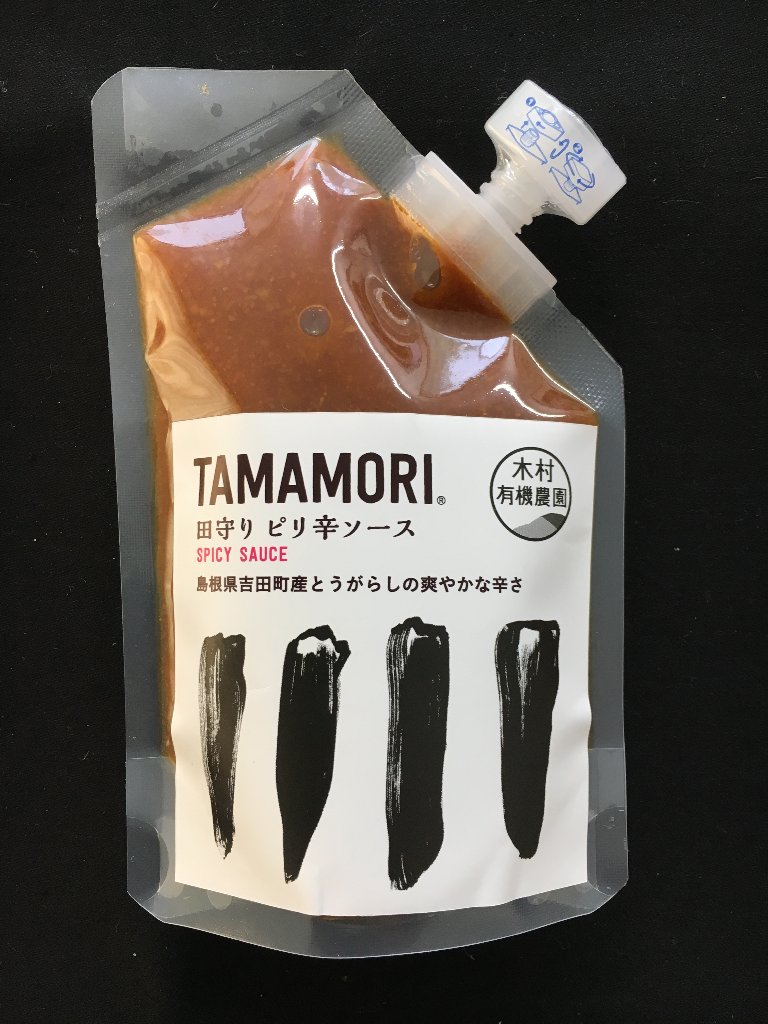 TAMAMORI®
木村
有機農園
田守り ピリ辛ソース
SPICY SAUCE
島根県吉田町産とうがらしの爽やかな辛さ